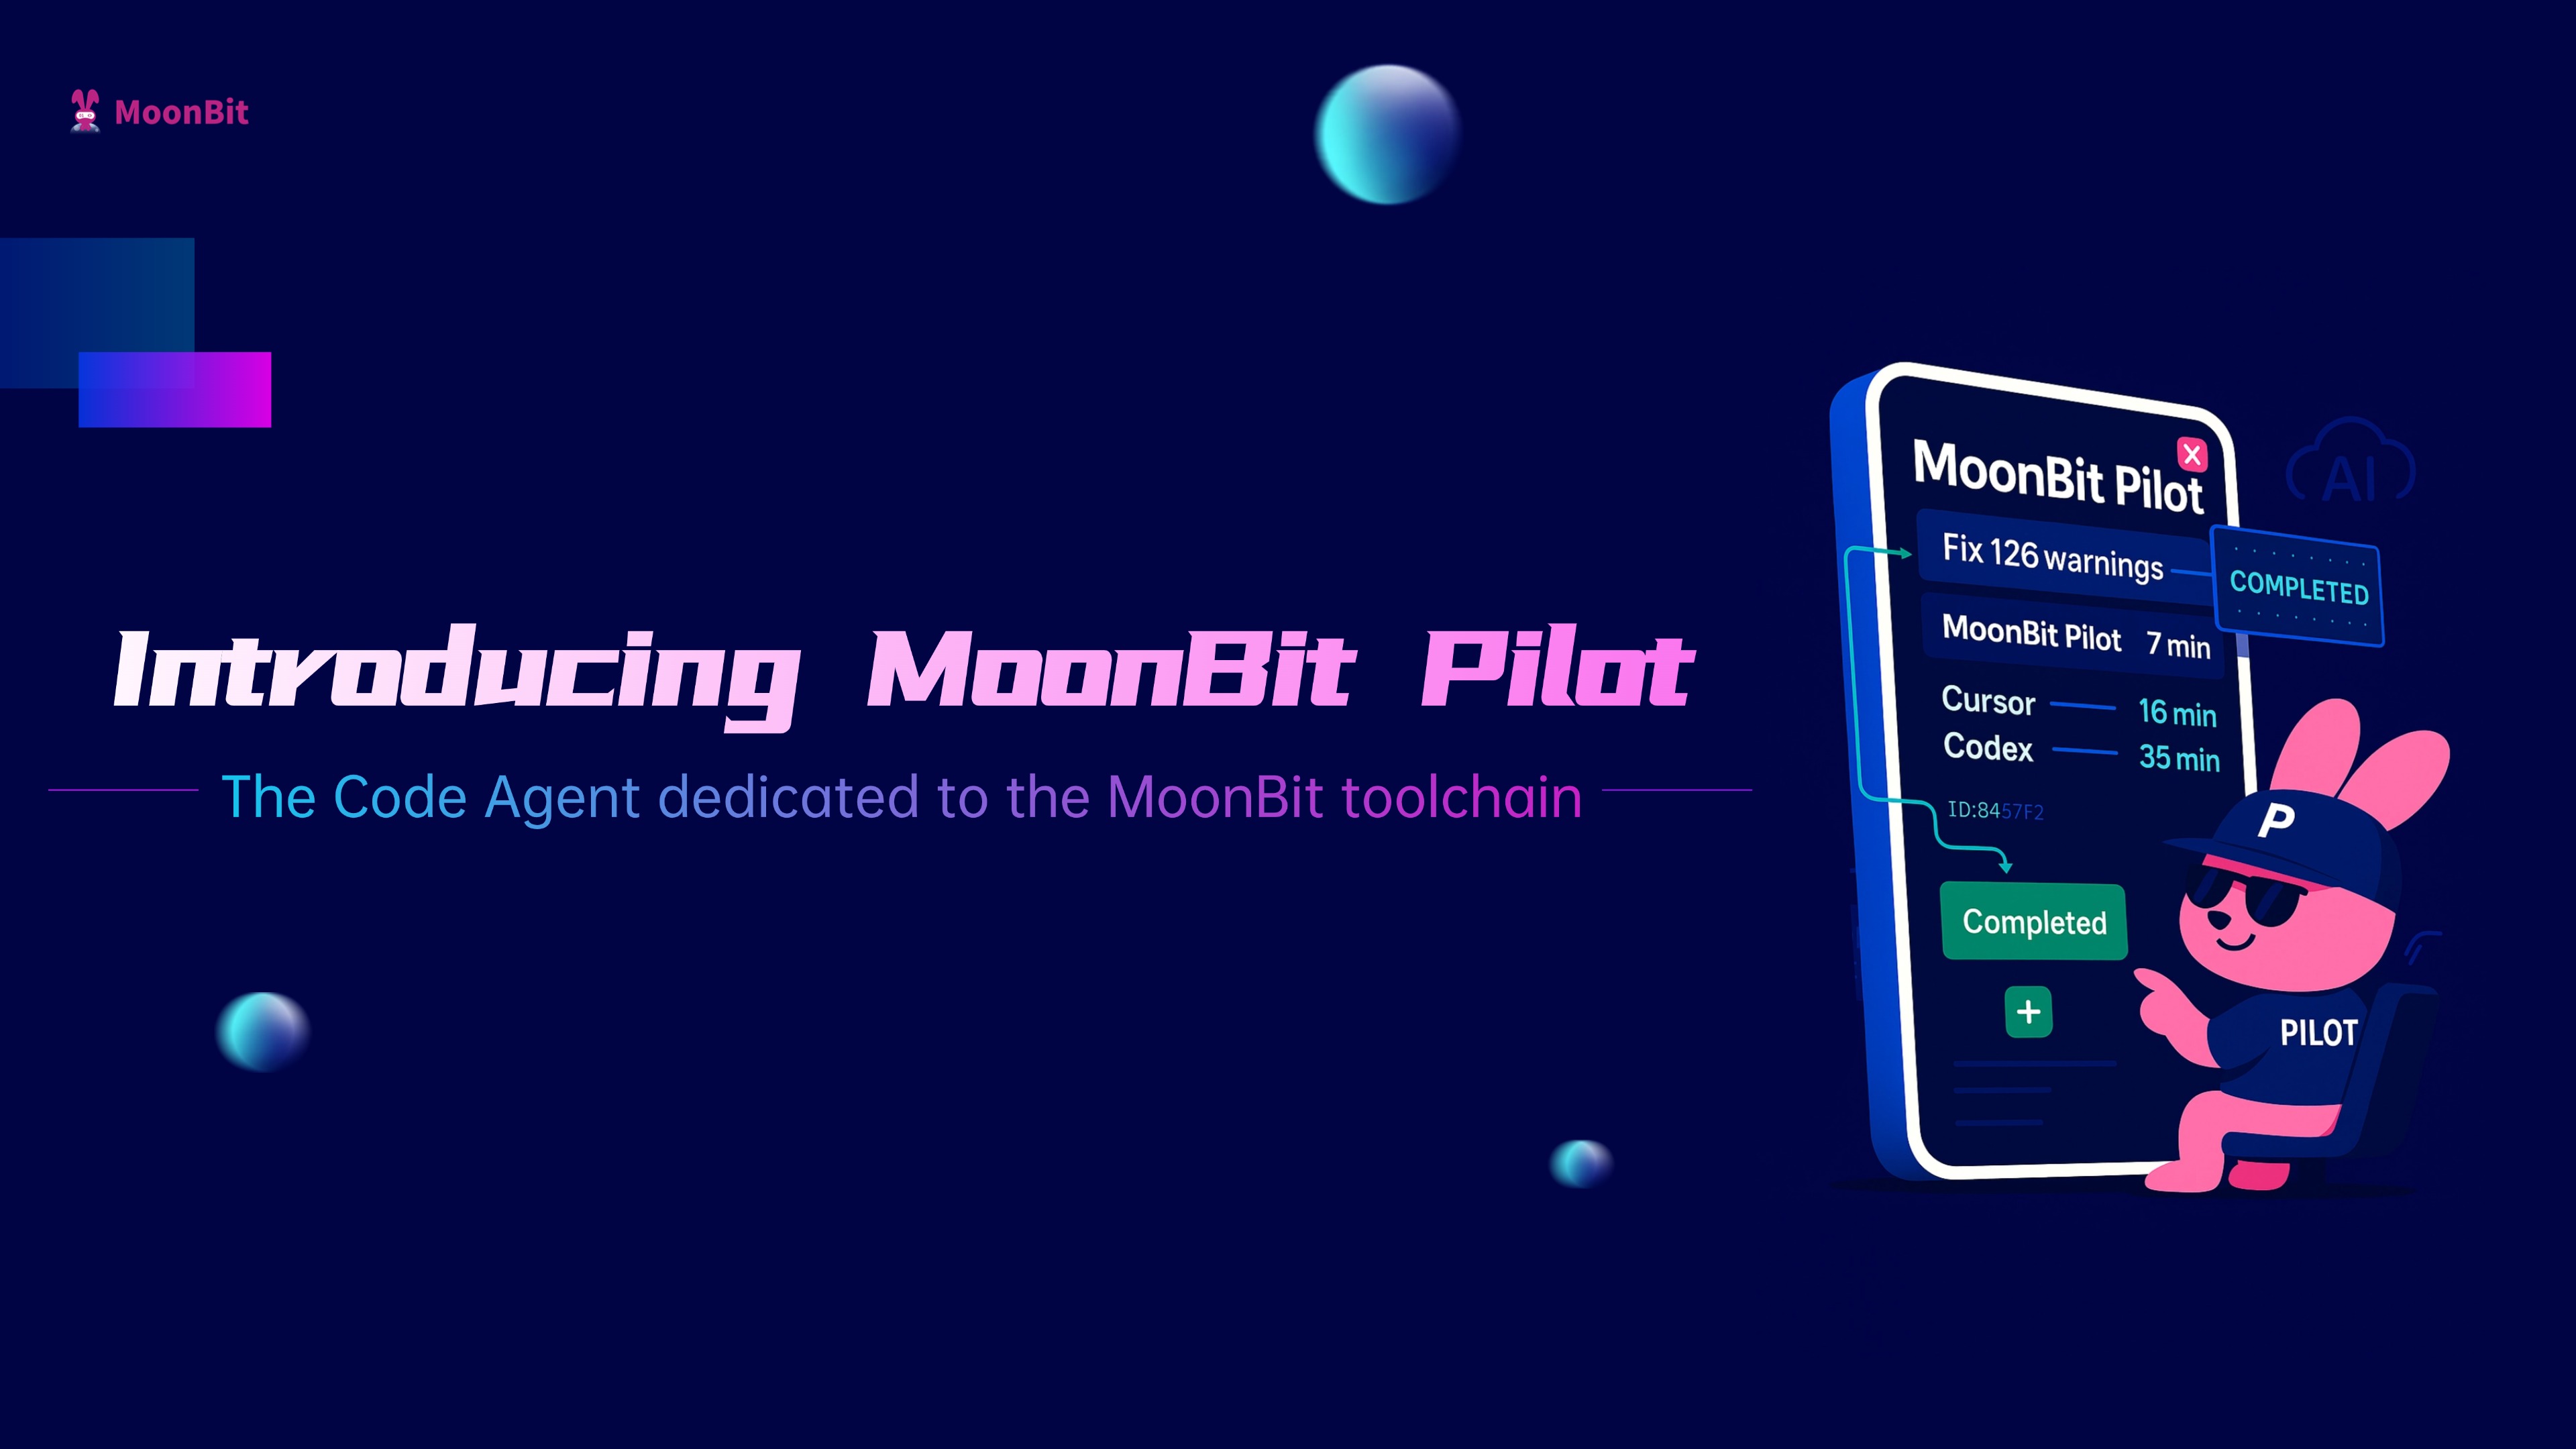 MoonBit
Introducing MoonBit Pilot
The Code Agent dedicated to the MoonBit toolchain
MoonBit Pilot
Fix 126 warnings
COMPLETED
MoonBit Pilot 7 min
Cursor 16 min
Codex 35 min
ID:8457F2
Completed
AI
P
PILOT